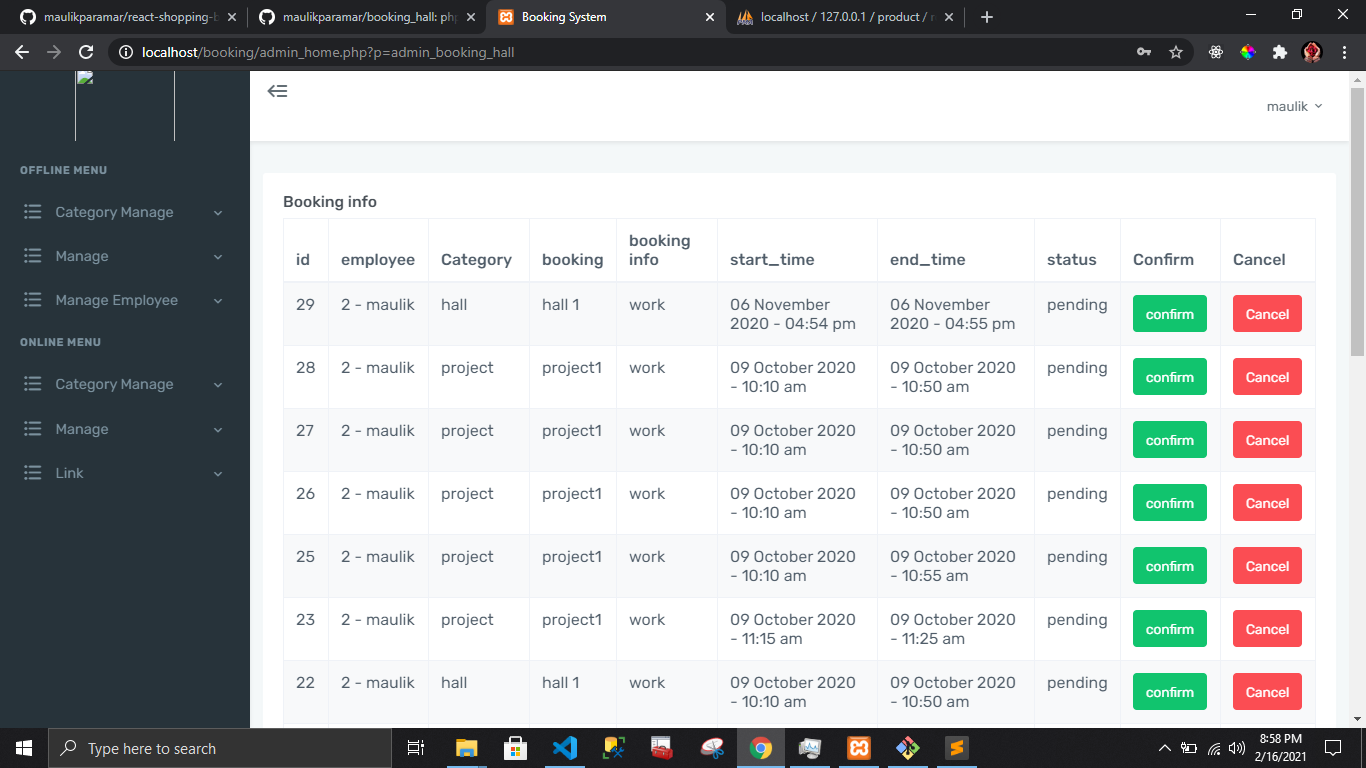 maulikparamar/react-shopping-b
maulikparamar/booking_hall: php
Booking System
localhost / 127.0.0.1 / product / r
localhost/booking/admin_home.php?p=admin_booking_hall
maulik
OFFLINE MENU
Category Manage
Manage
Manage Employee
ONLINE MENU
Category Manage
Manage
Link
Booking info
id employee Category booking booking info start_time end_time status Confirm Cancel
29 2 - maulik hall hall 1 work 06 November 2020 - 04:54 pm 06 November 2020 - 04:55 pm pending confirm Cancel
28 2 - maulik project project1 work 09 October 2020 - 10:10 am 09 October 2020 - 10:50 am pending confirm Cancel
27 2 - maulik project project1 work 09 October 2020 - 10:10 am 09 October 2020 - 10:50 am pending confirm Cancel
26 2 - maulik project project1 work 09 October 2020 - 10:10 am 09 October 2020 - 10:50 am pending confirm Cancel
25 2 - maulik project project1 work 09 October 2020 - 10:10 am 09 October 2020 - 10:55 am pending confirm Cancel
23 2 - maulik project project1 work 09 October 2020 - 11:15 am 09 October 2020 - 11:25 am pending confirm Cancel
22 2 - maulik hall hall 1 work 09 October 2020 - 10:10 am 09 October 2020 - 10:50 am pending confirm Cancel
Type here to search
8:58 PM
2/16/2021